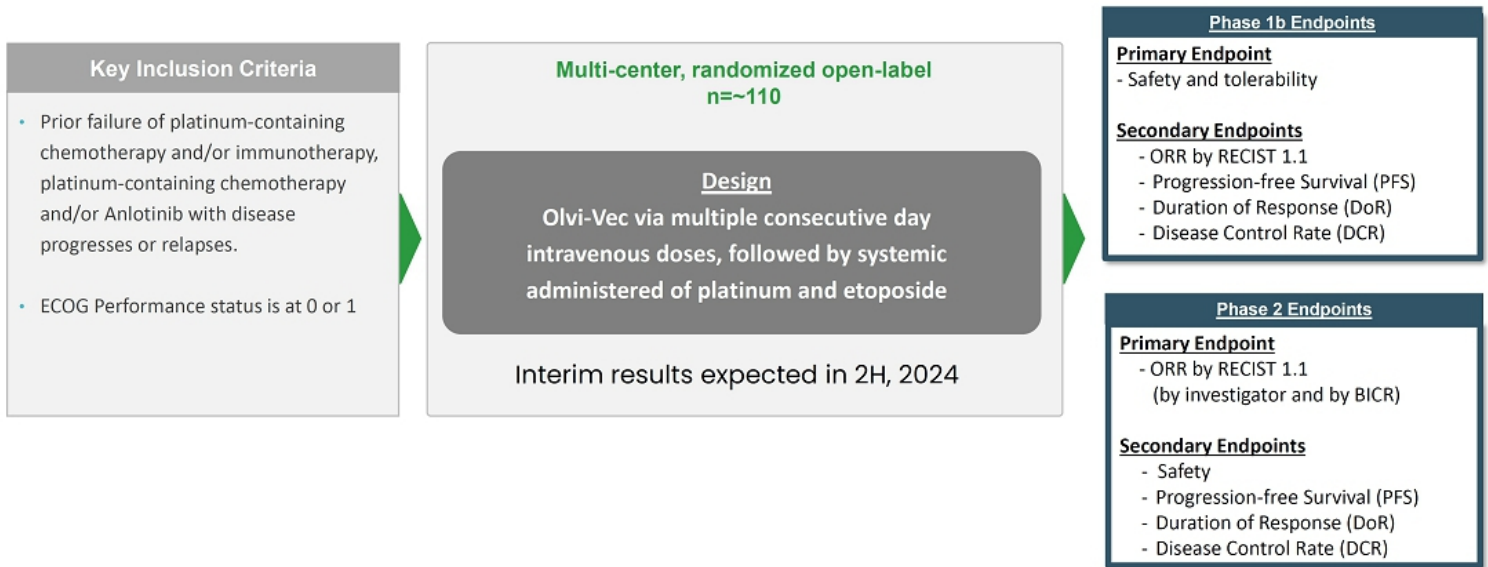 Key Inclusion Criteria
• Prior failure of platinum-containing
chemotherapy and/or immunotherapy,
platinum-containing chemotherapy
and/or Anlotinib with disease
progresses or relapses.
• ECOG Performance status is at 0 or 1
Multi-center, randomized open-label
n=~110
Design
Olvi-Vec via multiple consecutive day
intravenous doses, followed by systemic
administered of platinum and etoposide
Interim results expected in 2H, 2024
Phase 1b Endpoints
Primary Endpoint
- Safety and tolerability
Secondary Endpoints
- ORR by RECIST 1.1
- Progression-free Survival (PFS)
- Duration of Response (DoR)
- Disease Control Rate (DCR)
Phase 2 Endpoints
Primary Endpoint
- ORR by RECIST 1.1
(by investigator and by BICR)
Secondary Endpoints
- Safety
- Progression-free Survival (PFS)
- Duration of Response (DoR)
- Disease Control Rate (DCR)